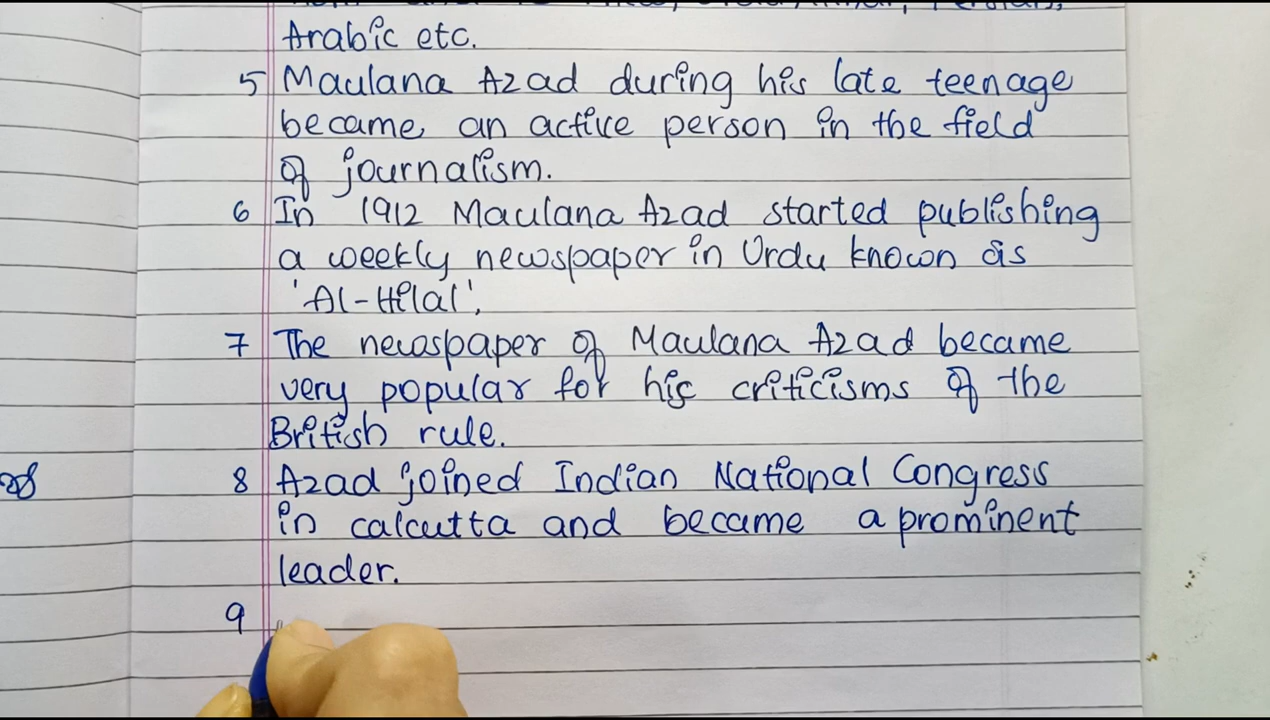 Arabic etc.
5 Maulana Azad during his late teenage
became an active person in the field
of journalism.
6 In 1912 Maulana Azad started publishing
a weekly newspaper in Urdu known as
'Al-Hilal',
7 The newspaper of Maulana Azad became
very popular for his criticisms of the
British rule.
8 Azad joined Indian National Congress
in calcutta and became a prominent
leader.
9